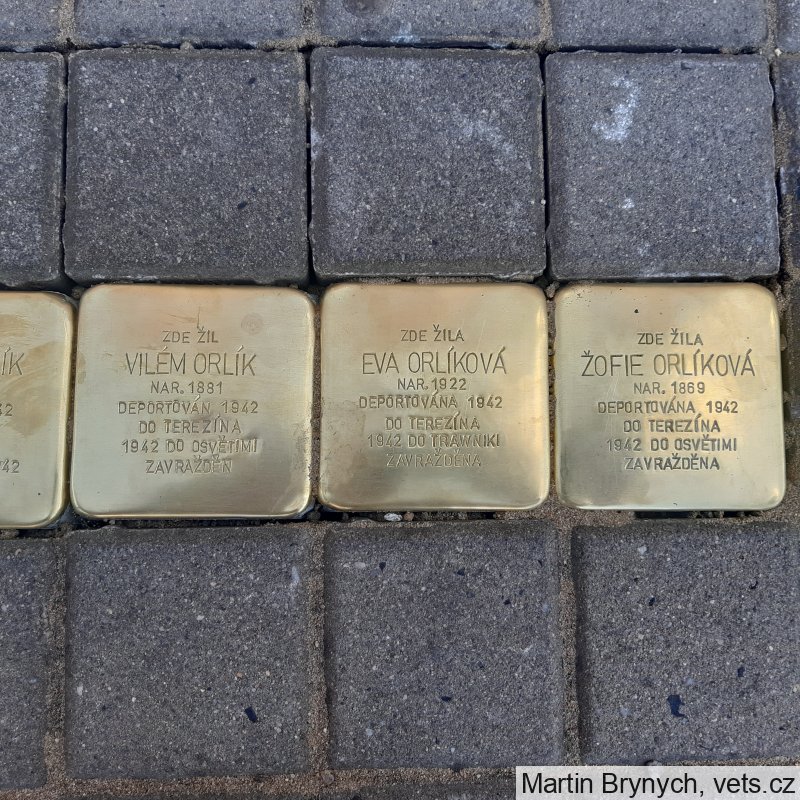 ZDE ŽIL
VILÉM ORLÍK
NAR. 1881
DEPORTOVÁN 1942
DO TEREZÍNA
1942 DO OSVĚTIMI
ZAVRAŽDĚN
ZDE ŽILA
EVA ORLÍKOVÁ
NAR. 1922
DEPORTOVÁNA 1942
DO TEREZÍNA
1942 DO TRAWNIKI
ZAVRAŽDĚNA
ZDE ŽILA
ŽOFIE ORLÍKOVÁ
NAR. 1869
DEPORTOVÁNA 1942
DO TEREZÍNA
1942 DO OSVĚTIMI
ZAVRAŽDĚNA
Martin Brynych, vets.cz